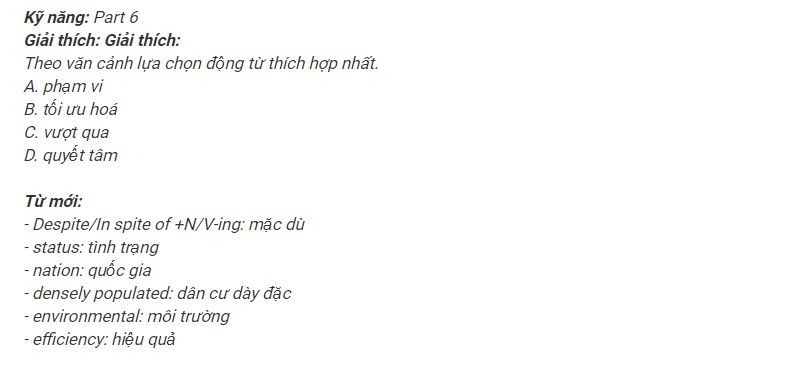 Kỹ năng: Part 6
Giải thích: Giải thích:
Theo văn cảnh lựa chọn động từ thích hợp nhất.
A. phạm vi
B. tối ưu hoá
C. vượt qua
D. quyết tâm
Từ mới:
- Despite/In spite of +N/V-ing: mặc dù
- status: tình trạng
- nation: quốc gia
- densely populated: dân cư dày đặc
- environmental: môi trường
- efficiency: hiệu quả